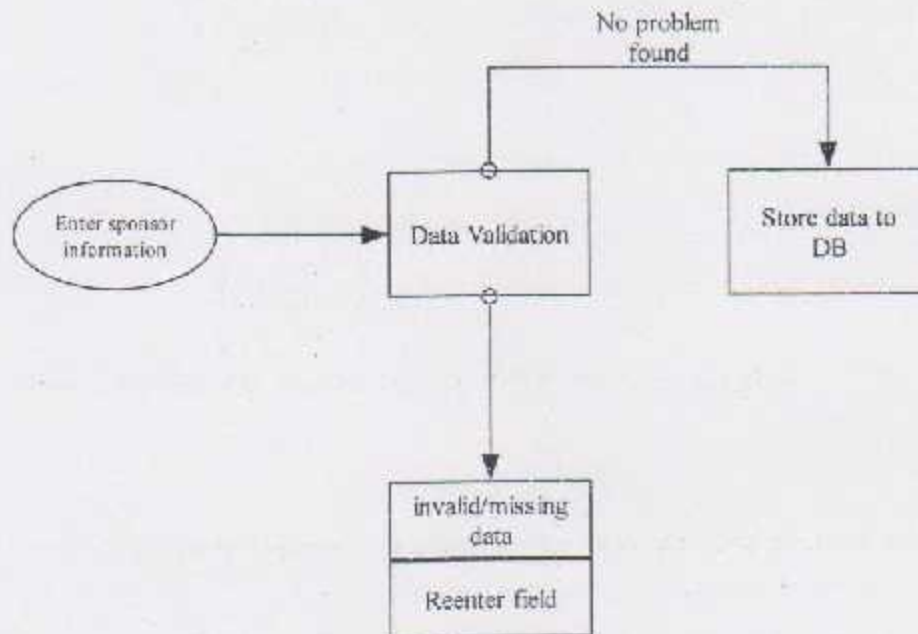 No problem
found
Enter sponsor
information
Data Validation
Store data to
DB
invalid/missing
data
Reenter field